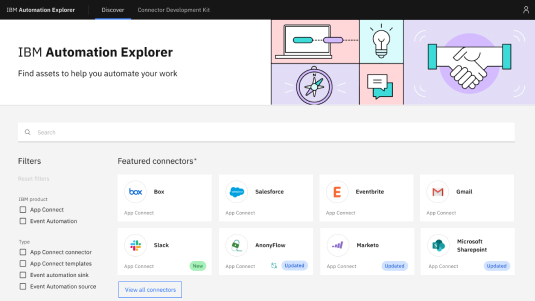 IBM Automation Explorer
Discover
Connector Development Kit
IBM Automation Explorer
Find assets to help you automate your work
Search
Filters
Reset filters
IBM product
App Connect
Event Automation
Type
App Connect connector
App Connect templates
Event automation sink
Event Automation source
Featured connectors*
box Box
App Connect
salesforce Salesforce
App Connect
E Eventbrite
App Connect
M Gmail
App Connect
Slack
App Connect New
AnonyFlow
App Connect Updated
Marketo
App Connect Updated
Microsoft
Sharepoint
App Connect Updated
View all connectors